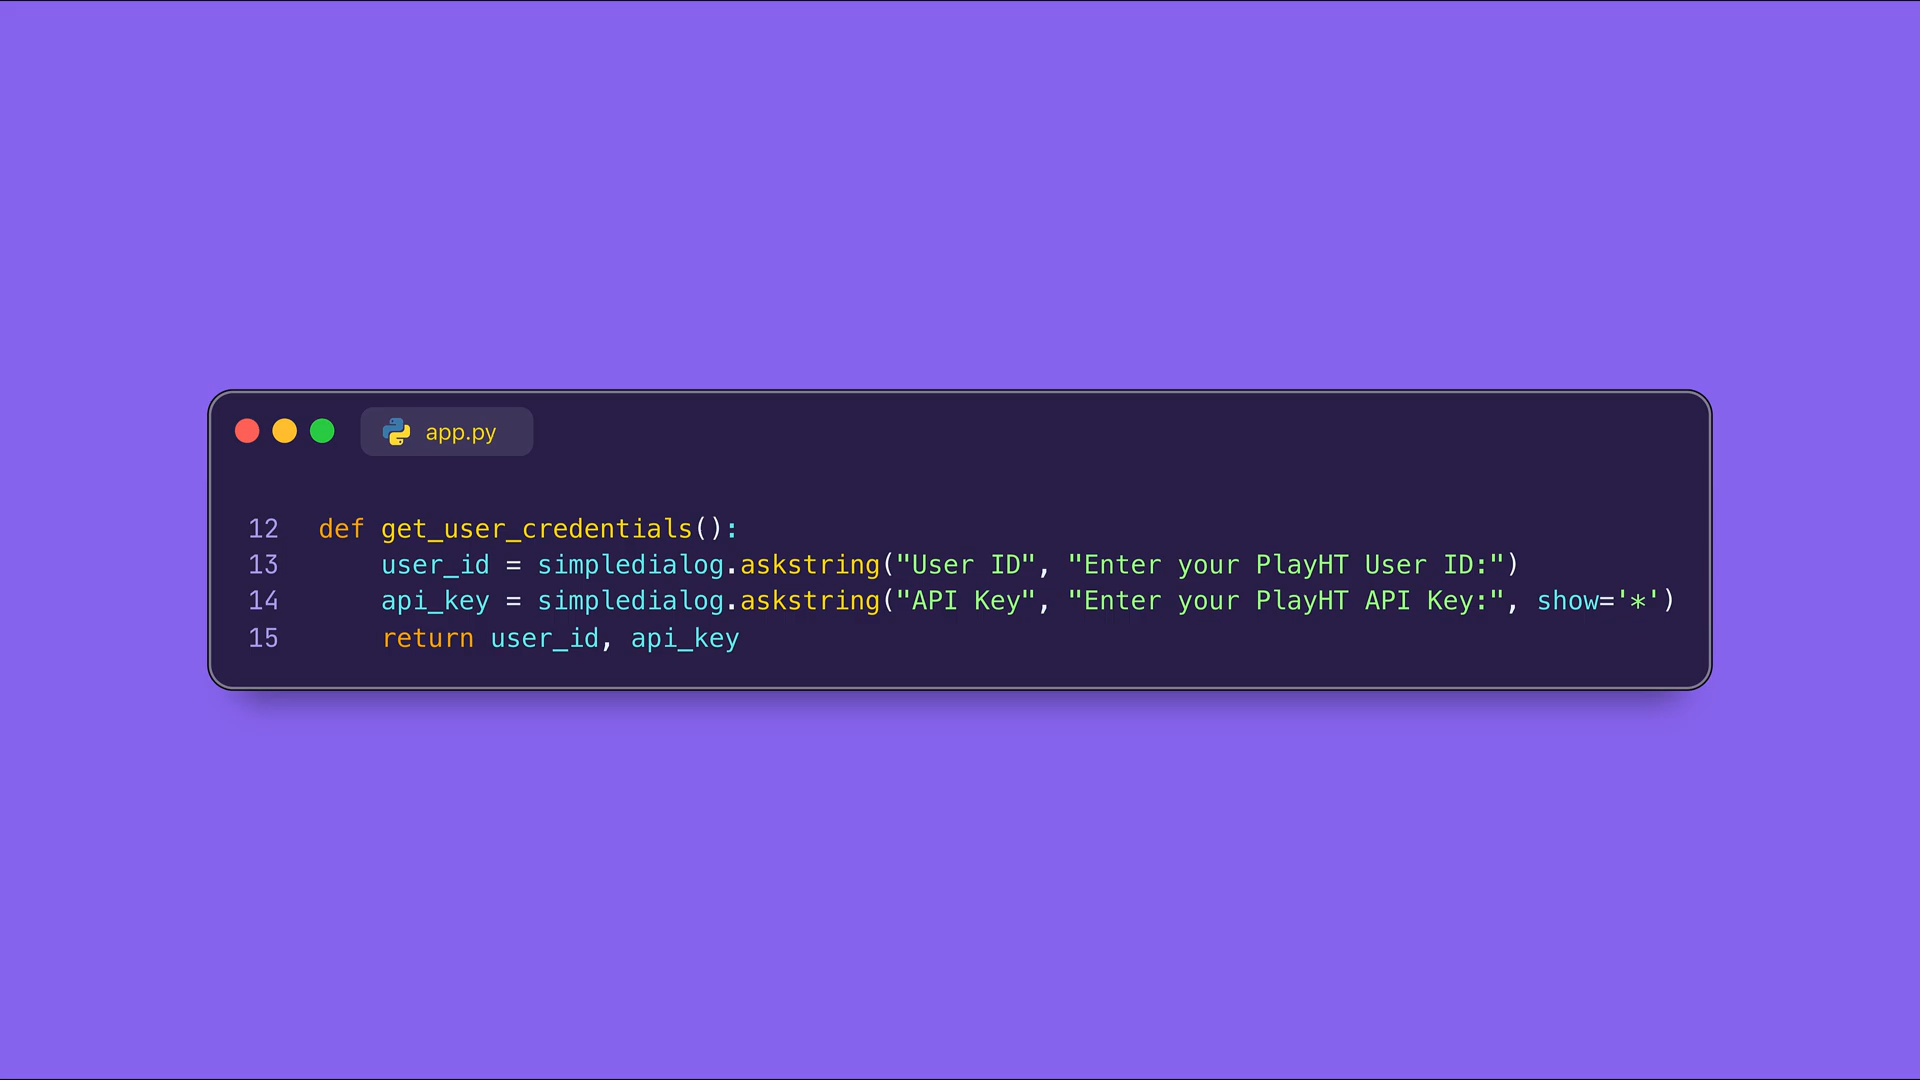 app.py
12 def get_user_credentials():
13     user_id = simpledialog.askstring("User ID", "Enter your PlayHT User ID:")
14     api_key = simpledialog.askstring("API Key", "Enter your PlayHT API Key:", show='*')
15     return user_id, api_key